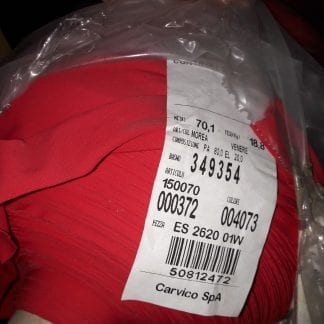 METRI 70,1 PESO(Kg) 18,8
ARTICOLO MOREA VENERE
COMPOSIZIONE PA 80,0 EL 20,0
BAGNO 349354
ARTICOLO COLORE
150070
000372 004073
PEZZA ES 2620 01W
50812472
Carvico SpA